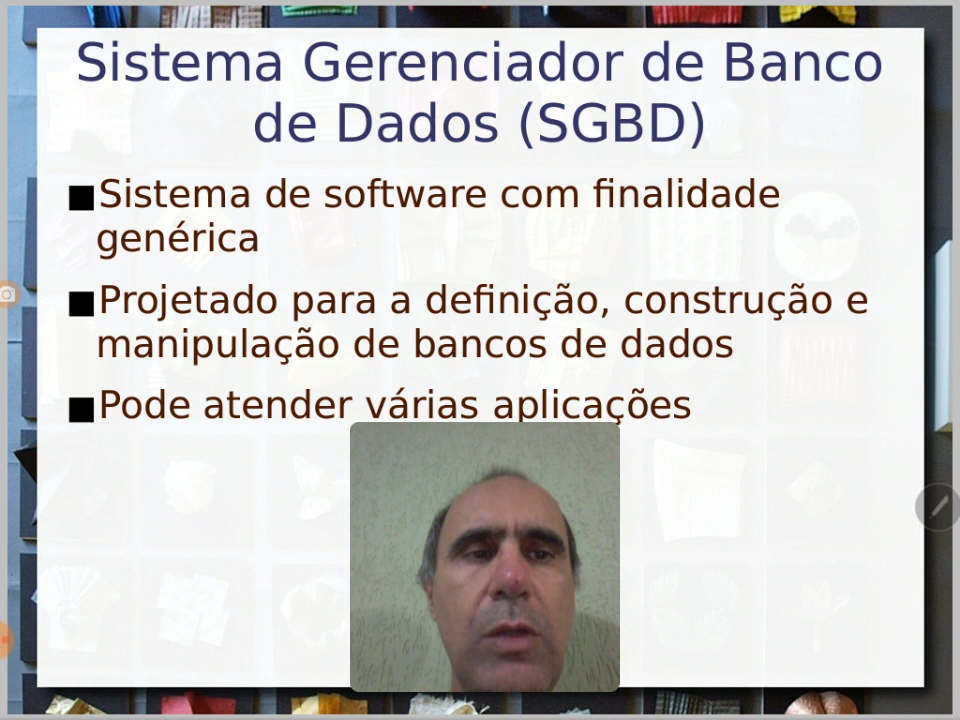 Sistema Gerenciador de Banco
de Dados (SGBD)
Sistema de software com finalidade
genérica
Projetado para a definição, construção e
manipulação de bancos de dados
Pode atender várias aplicações